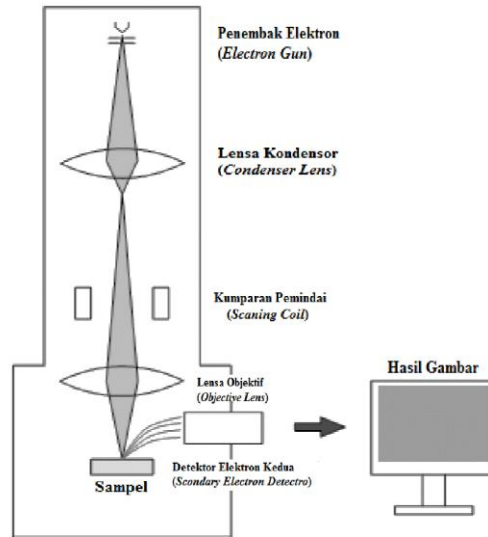 Penembak Elektron
(Electron Gun)
Lensa Kondensor
(Condenser Lens)
Kumparan Pemindai
(Scaning Coil)
Hasil Gambar
Lensa Objektif
(Objective Lens)
Detektor Elektron Kedua
(Scondary Electron Detectro)
Sampel